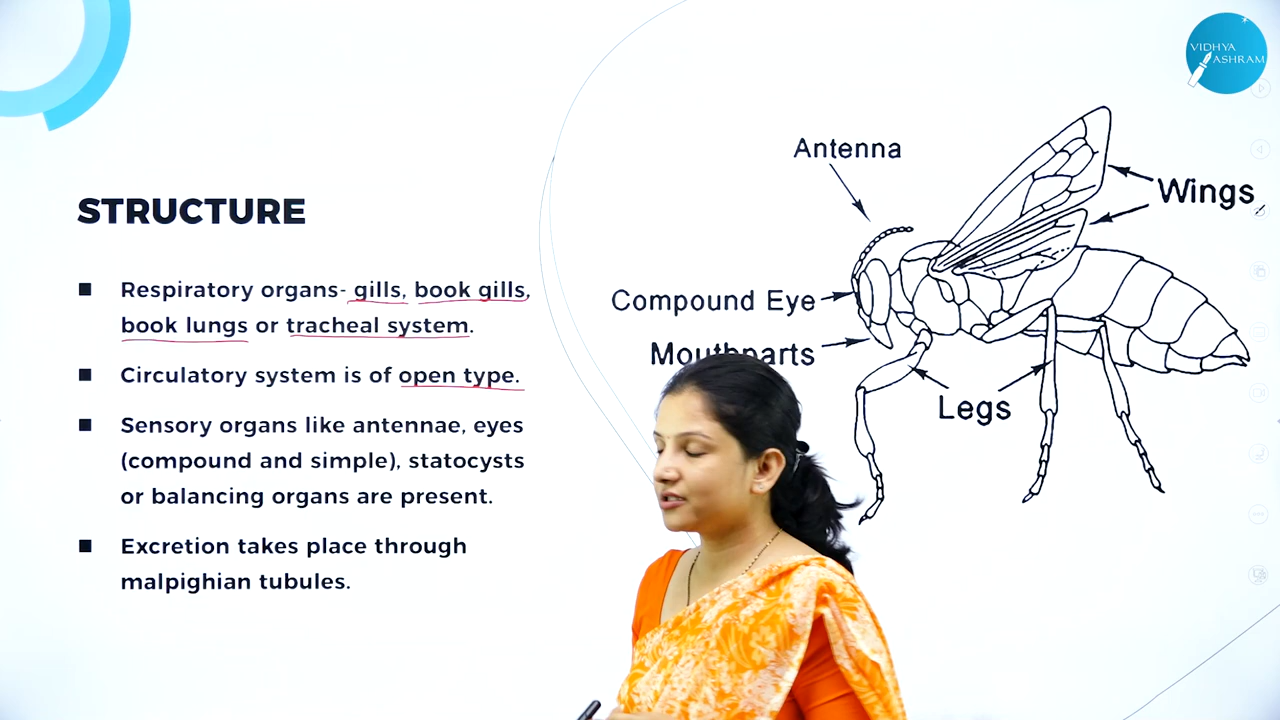 VIDHYA
ASHRAM
STRUCTURE
Respiratory organs- gills, book gills,
book lungs or tracheal system.
Circulatory system is of open type.
Sensory organs like antennae, eyes
(compound and simple), statocysts
or balancing organs are present.
Excretion takes place through
malpighian tubules.
Antenna
Wings
Compound Eye
Mouthparts
Legs